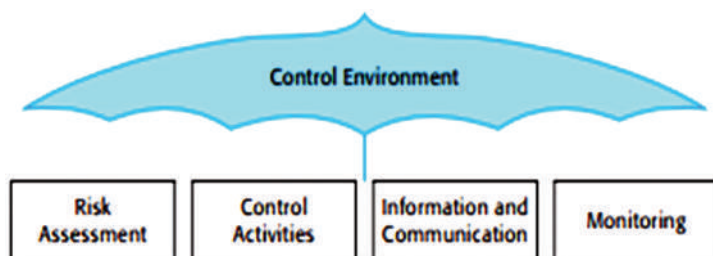 Control Environment
Risk
Assessment
Control
Activities
Information and
Communication
Monitoring